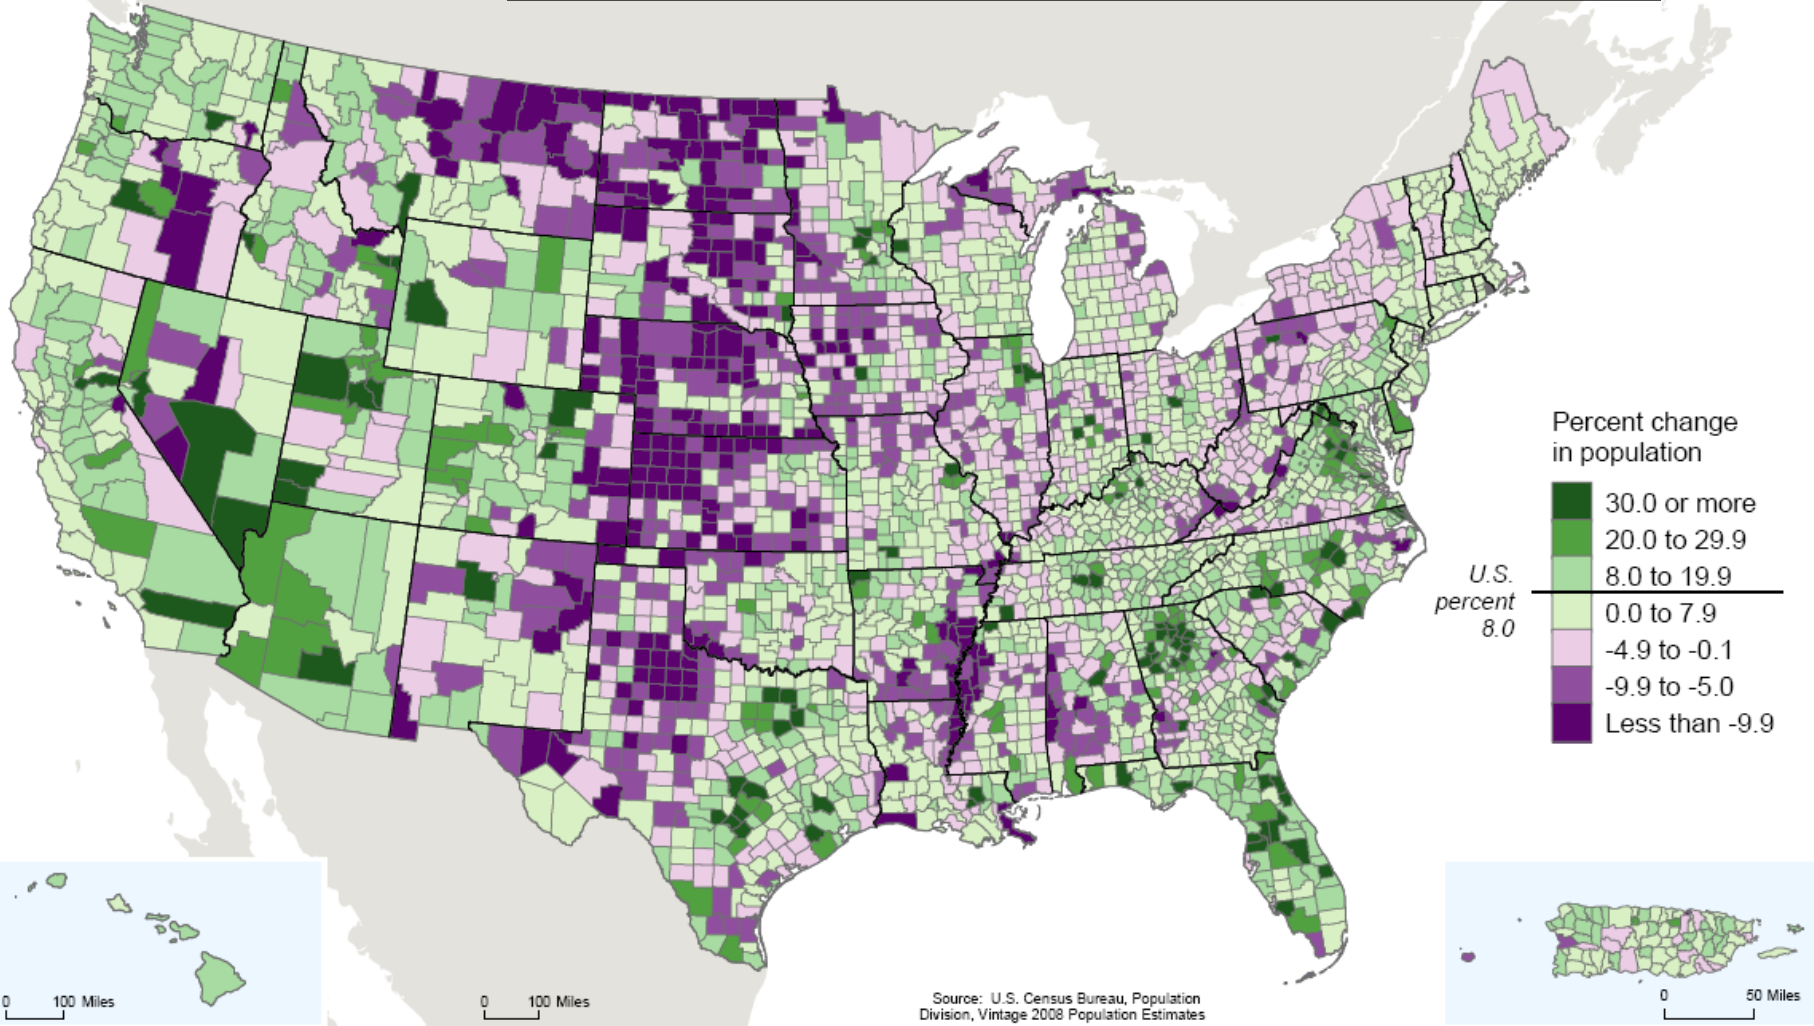 Percent change
in population
30.0 or more
20.0 to 29.9
8.0 to 19.9
U.S.
percent
8.0
0.0 to 7.9
-4.9 to -0.1
-9.9 to -5.0
Less than -9.9
0 100 Miles
0 100 Miles
Source: U.S. Census Bureau, Population
Division, Vintage 2008 Population Estimates
0 50 Miles